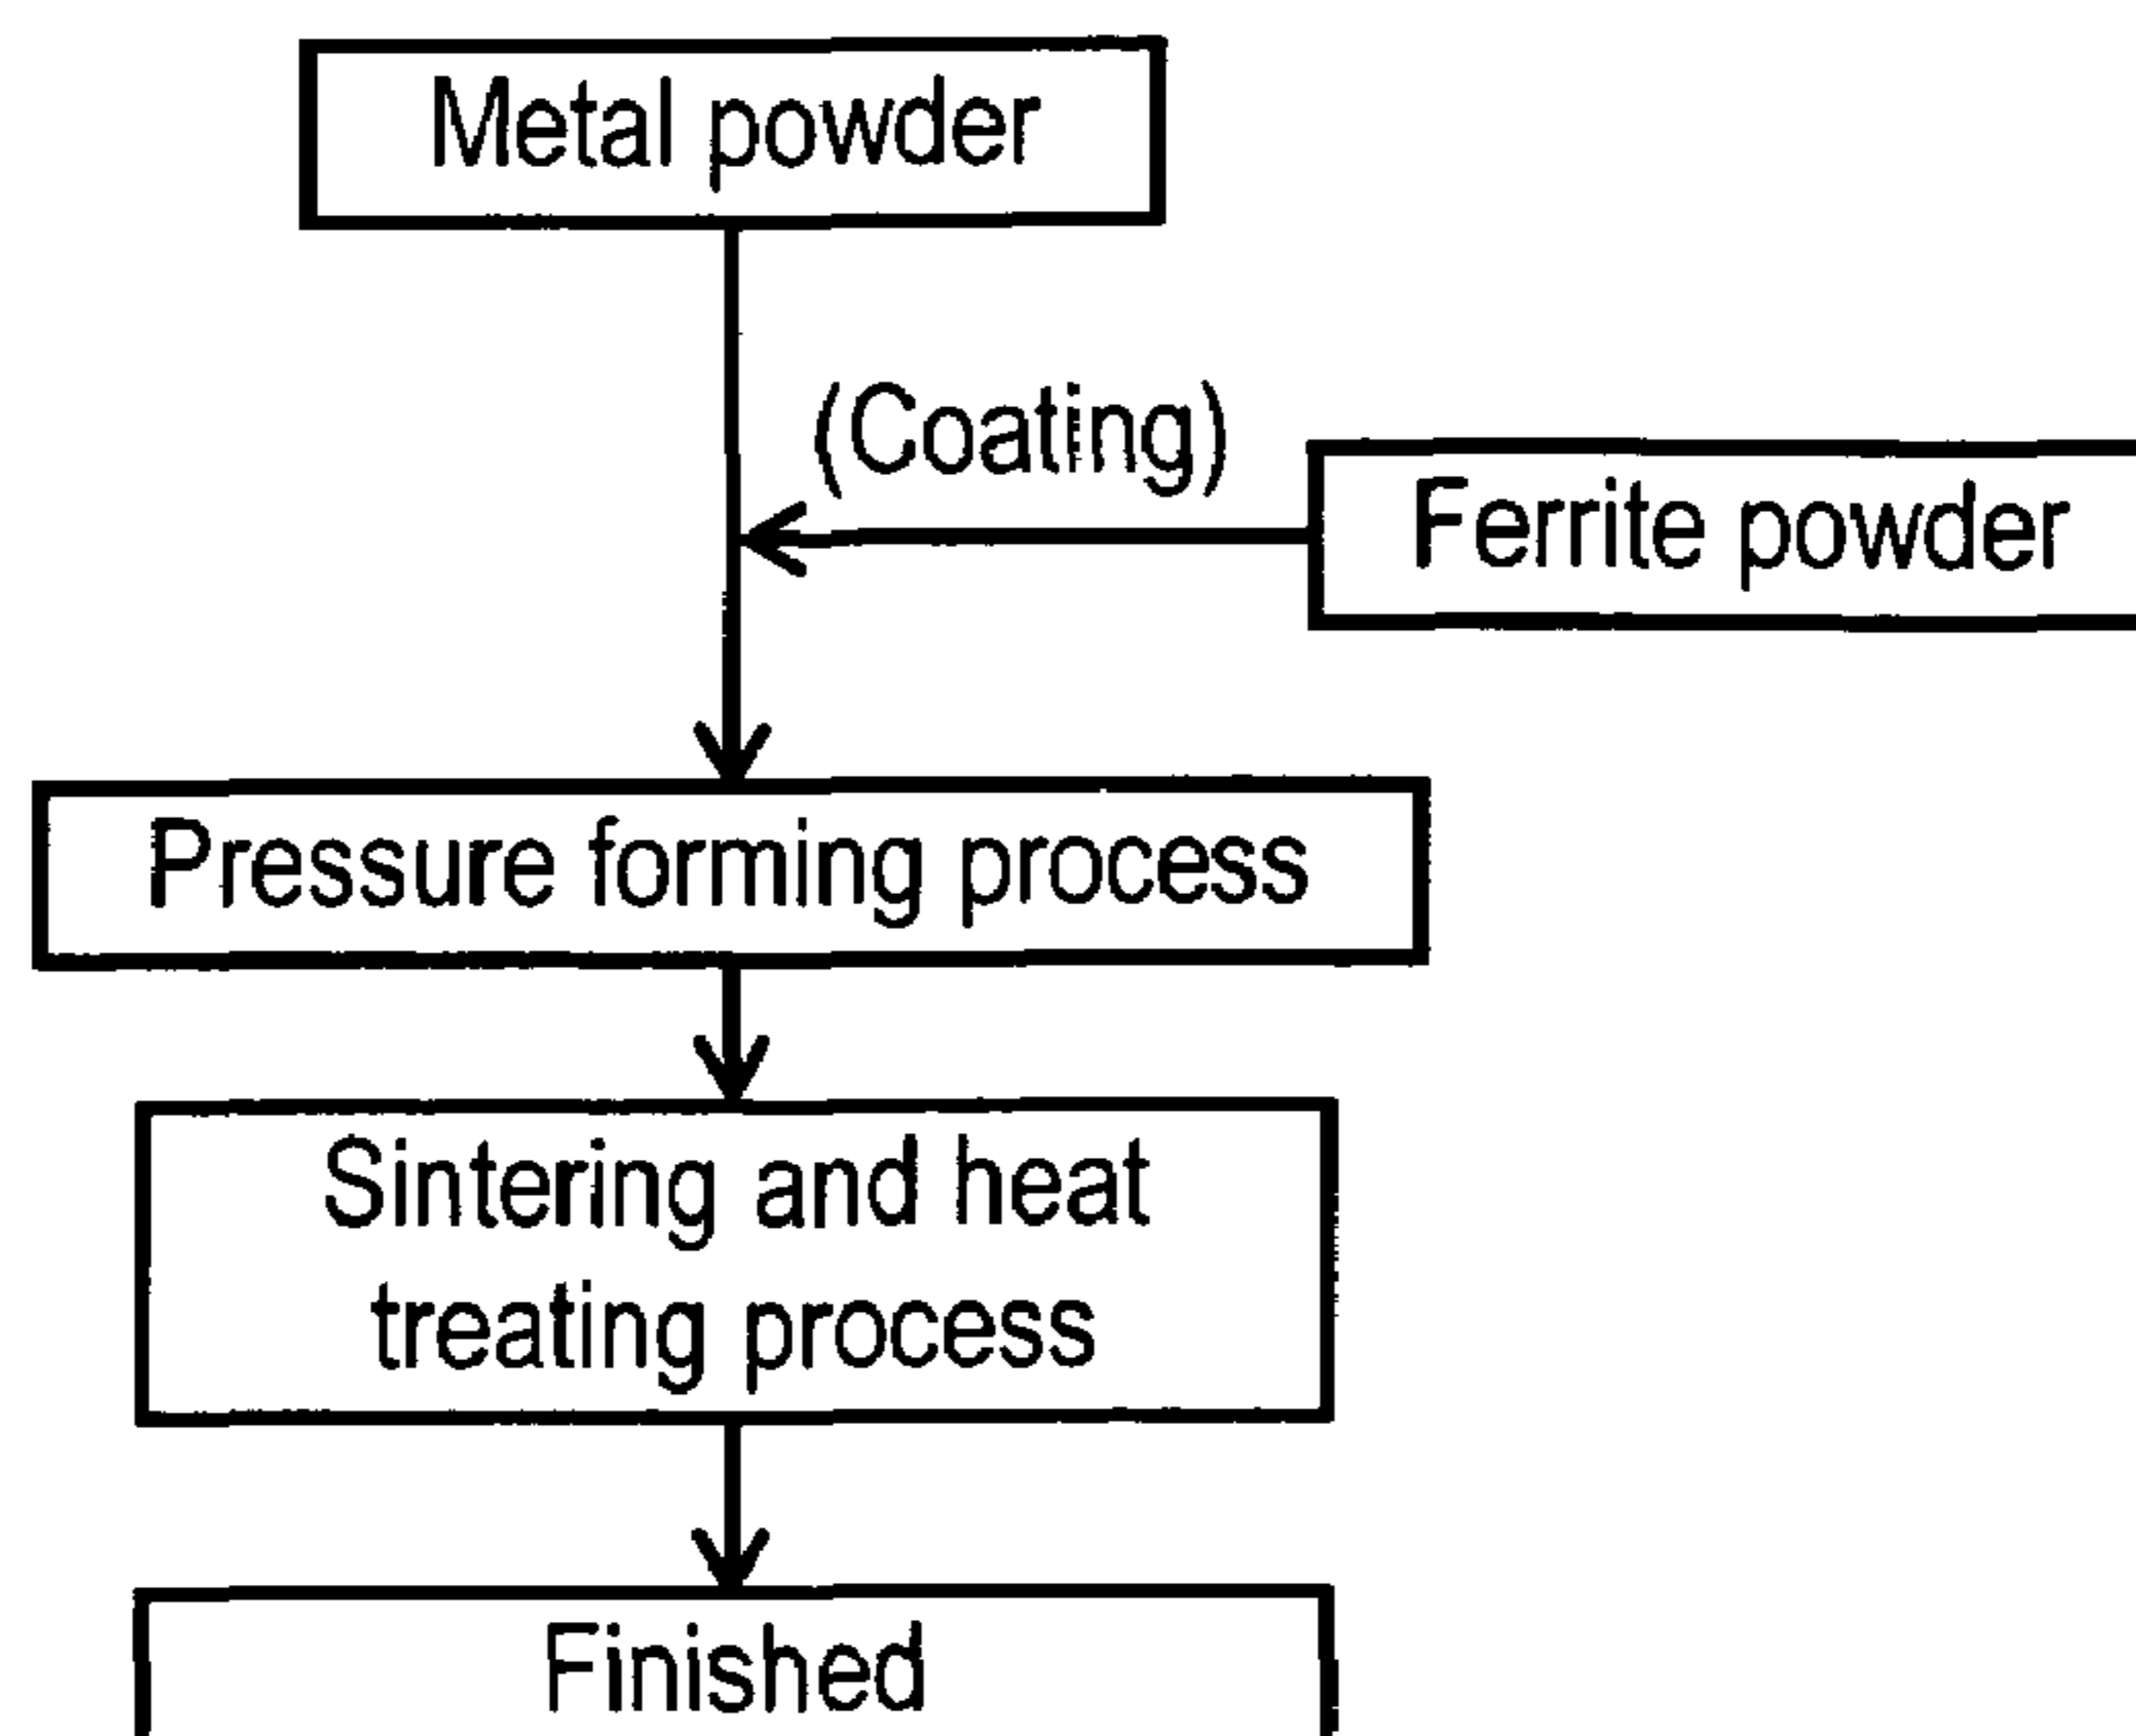 Metal powder
(Coating)
Ferrite powder
Pressure forming process
Sintering and heat
treating process
Finished